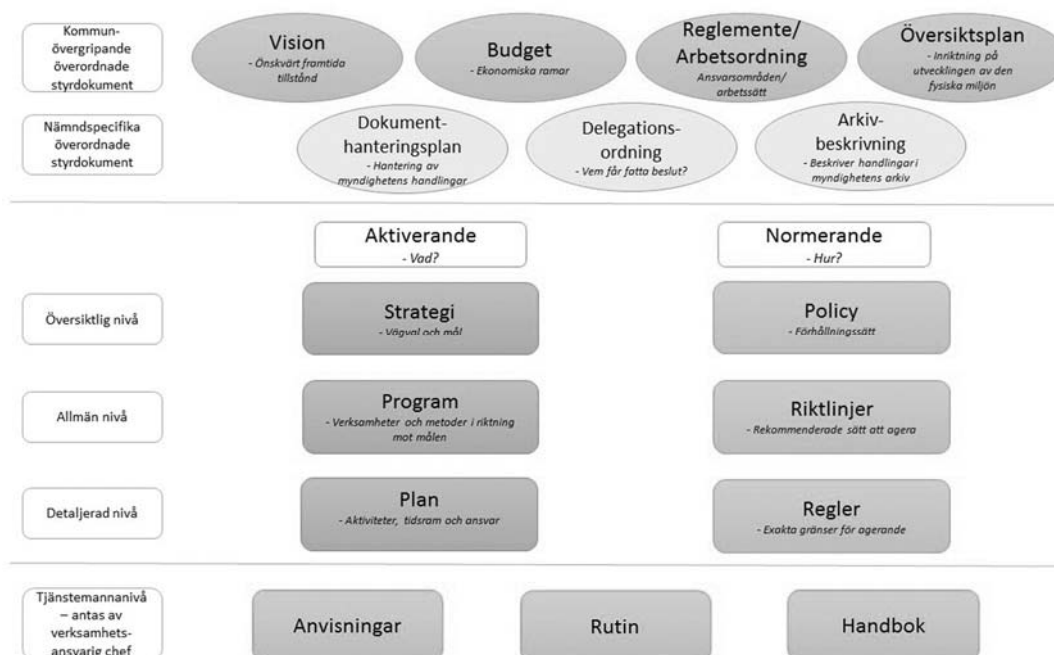 Kommun-
övergripande
överordnade
styrdokument
Vision
- Önskvärt framtida
tillstånd
Budget
- Ekonomiska ramar
Reglemente/
Arbetsordning
Ansvarsområden/
arbetssätt
Översiktsplan
- Inriktning på
utvecklingen av den
fysiska miljön
Nämndspecifika
överordnade
styrdokument
Dokument-
hanteringsplan
- Hantering av
myndighetens handlingar
Delegations-
ordning
- Vem får fatta beslut?
Arkiv-
beskrivning
- Beskriver handlingar i
myndighetens arkiv
Aktiverande
- Vad?
Normerande
- Hur?
Översiktlig nivå
Strategi
- Vägval och mål
Policy
- Förhållningssätt
Allmän nivå
Program
- Verksamheter och metoder i riktning
mot målen
Riktlinjer
- Rekommenderade sätt att agera
Detaljerad nivå
Plan
- Aktiviteter, tidsram och ansvar
Regler
- Exakta gränser för agerande
Tjänstemannanivå
– antas av
verksamhets-
ansvarig chef
Anvisningar
Rutin
Handbok